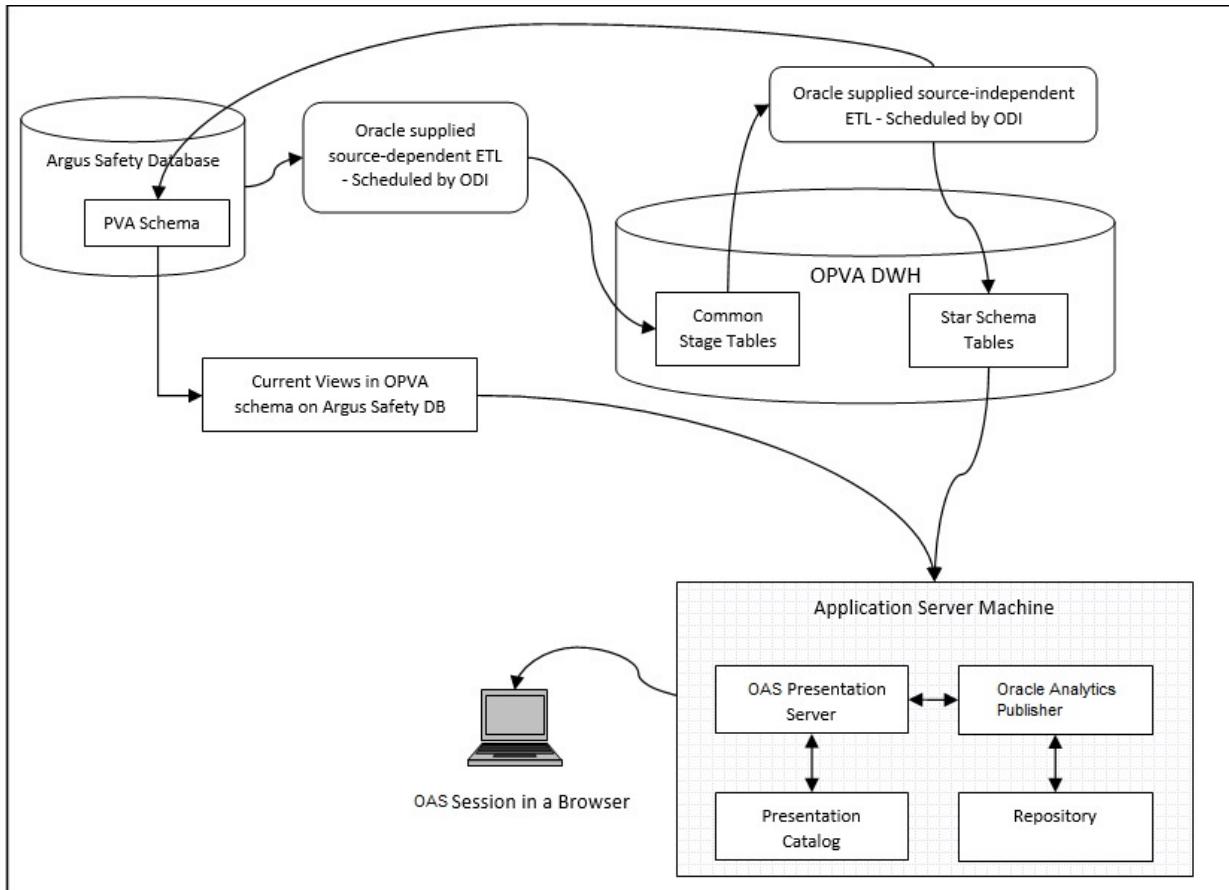 Argus Safety Database
PVA Schema
Oracle supplied
source-dependent ETL
- Scheduled by ODI
Oracle supplied source-independent
ETL - Scheduled by ODI
OPVA DWH
Common
Stage Tables
Star Schema
Tables
Current Views in OPVA
schema on Argus Safety DB
Application Server Machine
OAS Presentation
Server
Oracle Analytics
Publisher
Presentation
Catalog
Repository
OAS Session in a Browser